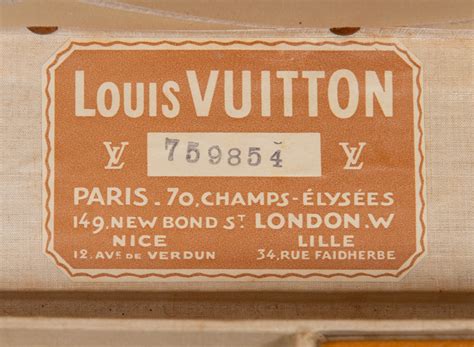 LOUIS VUITTON
LV 759854 LV
PARIS - 70, CHAMPS-ÉLYSÉES
149, NEW BOND ST LONDON.W
NICE LILLE
12. AVE DE VERDUN 34, RUE FAIDHERBE